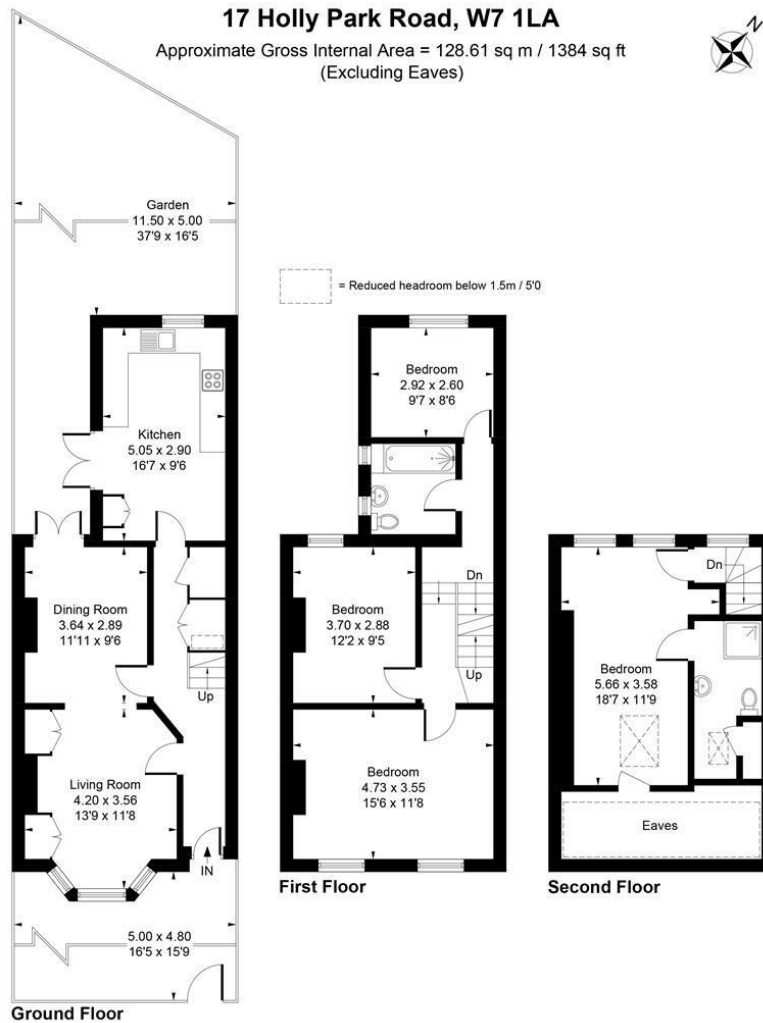 17 Holly Park Road, W7 1LA
Approximate Gross Internal Area = 128.61 sq m / 1384 sq ft
(Excluding Eaves)
N
Garden
11.50 x 5.00
37'9 x 16'5
= Reduced headroom below 1.5m / 5'0
Kitchen
5.05 x 2.90
16'7 x 9'6
Dining Room
3.64 x 2.89
11'11 x 9'6
Up
Living Room
4.20 x 3.56
13'9 x 11'8
IN
5.00 x 4.80
16'5 x 15'9
Ground Floor
Bedroom
2.92 x 2.60
9'7 x 8'6
Dn
Bedroom
3.70 x 2.88
12'2 x 9'5
Up
Bedroom
4.73 x 3.55
15'6 x 11'8
First Floor
Dn
Bedroom
5.66 x 3.58
18'7 x 11'9
Eaves
Second Floor